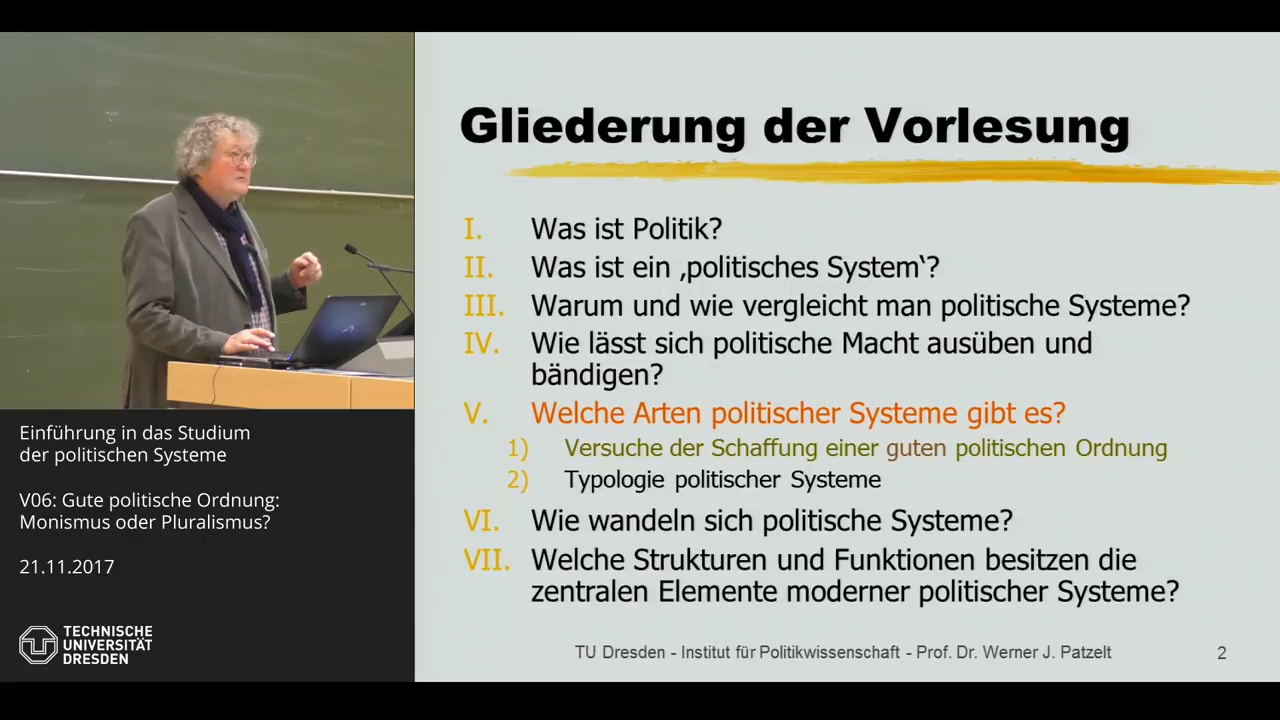 Gliederung der Vorlesung
I. Was ist Politik?
II. Was ist ein ‚politisches System‘?
III. Warum und wie vergleicht man politische Systeme?
IV. Wie lässt sich politische Macht ausüben und
bändigen?
V. Welche Arten politischer Systeme gibt es?
1) Versuche der Schaffung einer guten politischen Ordnung
2) Typologie politischer Systeme
VI. Wie wandeln sich politische Systeme?
VII. Welche Strukturen und Funktionen besitzen die
zentralen Elemente moderner politischer Systeme?
TU Dresden - Institut für Politikwissenschaft - Prof. Dr. Werner J. Patzelt 2
Einführung in das Studium
der politischen Systeme
V06: Gute politische Ordnung:
Monismus oder Pluralismus?
21.11.2017
TECHNISCHE
UNIVERSITÄT
DRESDEN